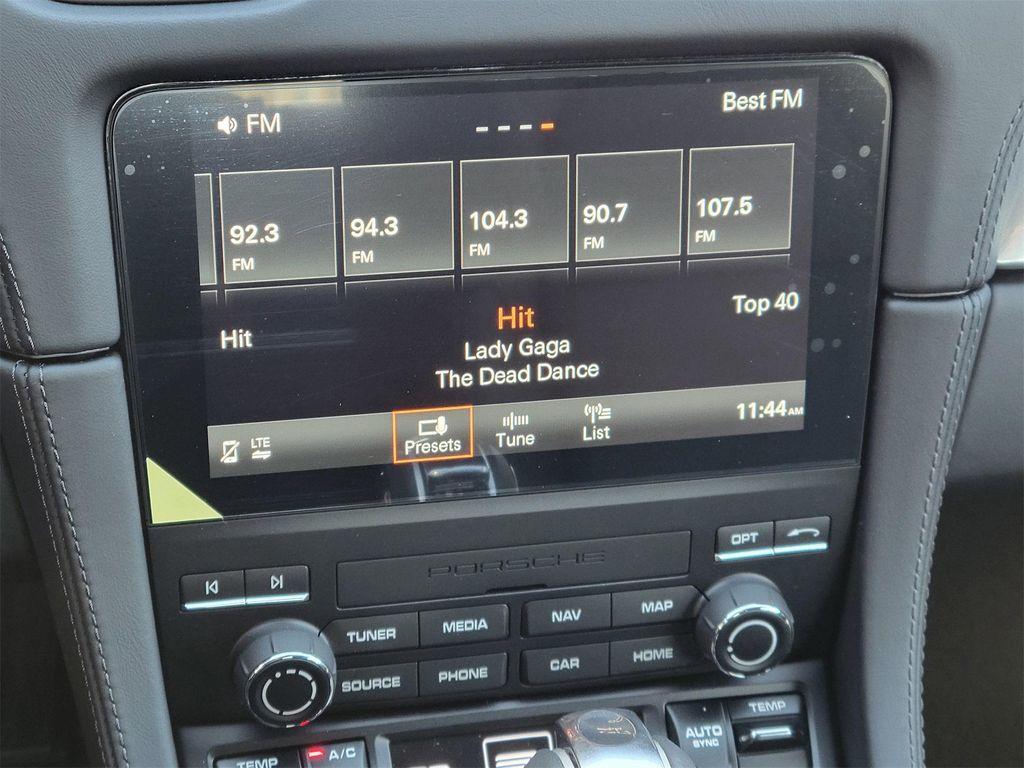 FM
Best FM
92.3
FM
94.3
FM
104.3
FM
90.7
FM
107.5
FM
Hit
Hit
Top 40
Lady Gaga
The Dead Dance
LTE
Presets
Tune
List
11:44AM
OPT
PORSCHE
TUNER
MEDIA
NAV
MAP
SOURCE
PHONE
CAR
HOME
TEMP
A/C
AUTO
SYNC
TEMP